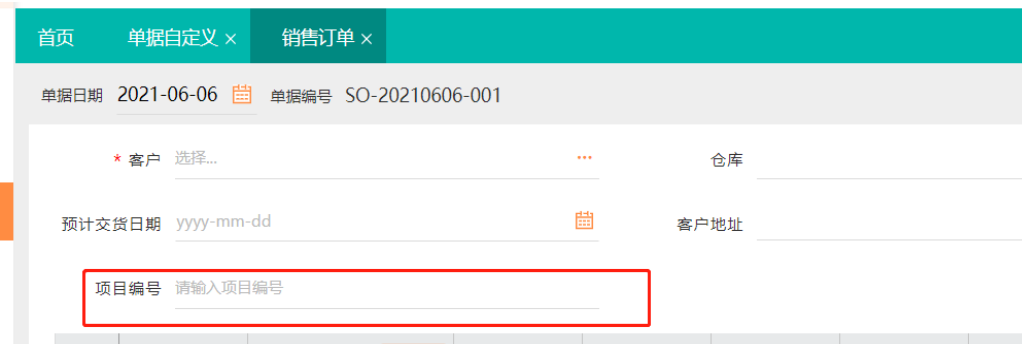 首页 单据自定义 × 销售订单 ×
单据日期 2021-06-06 单据编号 SO-20210606-001
* 客户 选择... ... 仓库
预计交货日期 yyyy-mm-dd 客户地址
项目编号 请输入项目编号